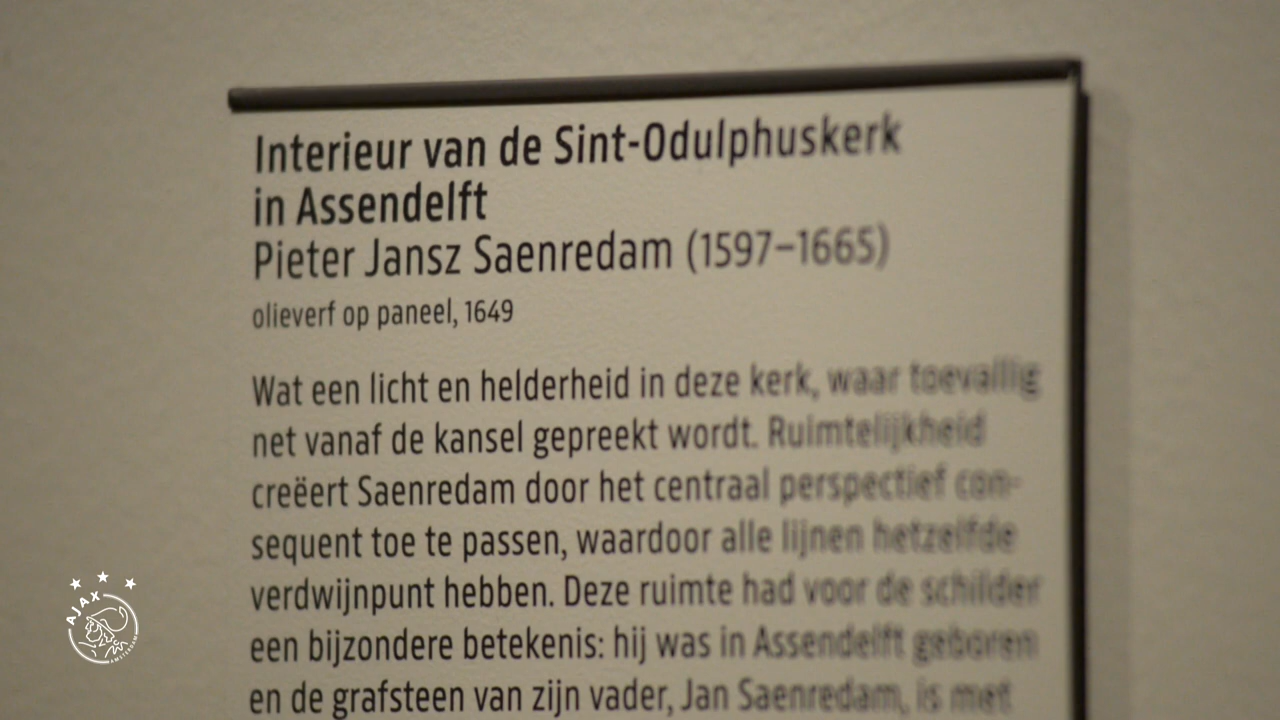 Interieur van de Sint-Odulphuskerk
in Assendelft
Pieter Jansz Saenredam (1597–1665)
olieverf op paneel, 1649
Wat een licht en helderheid in deze kerk, waar toevallig
net vanaf de kansel gepreekt wordt. Ruimtelijkheid
creëert Saenredam door het centraal perspectief con-
sequent toe te passen, waardoor alle lijnen hetzelfde
verdwijnpunt hebben. Deze ruimte had voor de schilder
een bijzondere betekenis: hij was in Assendelft geboren
en de grafsteen van zijn vader, Jan Saenredam, is met
AJAX
AMSTERDAM